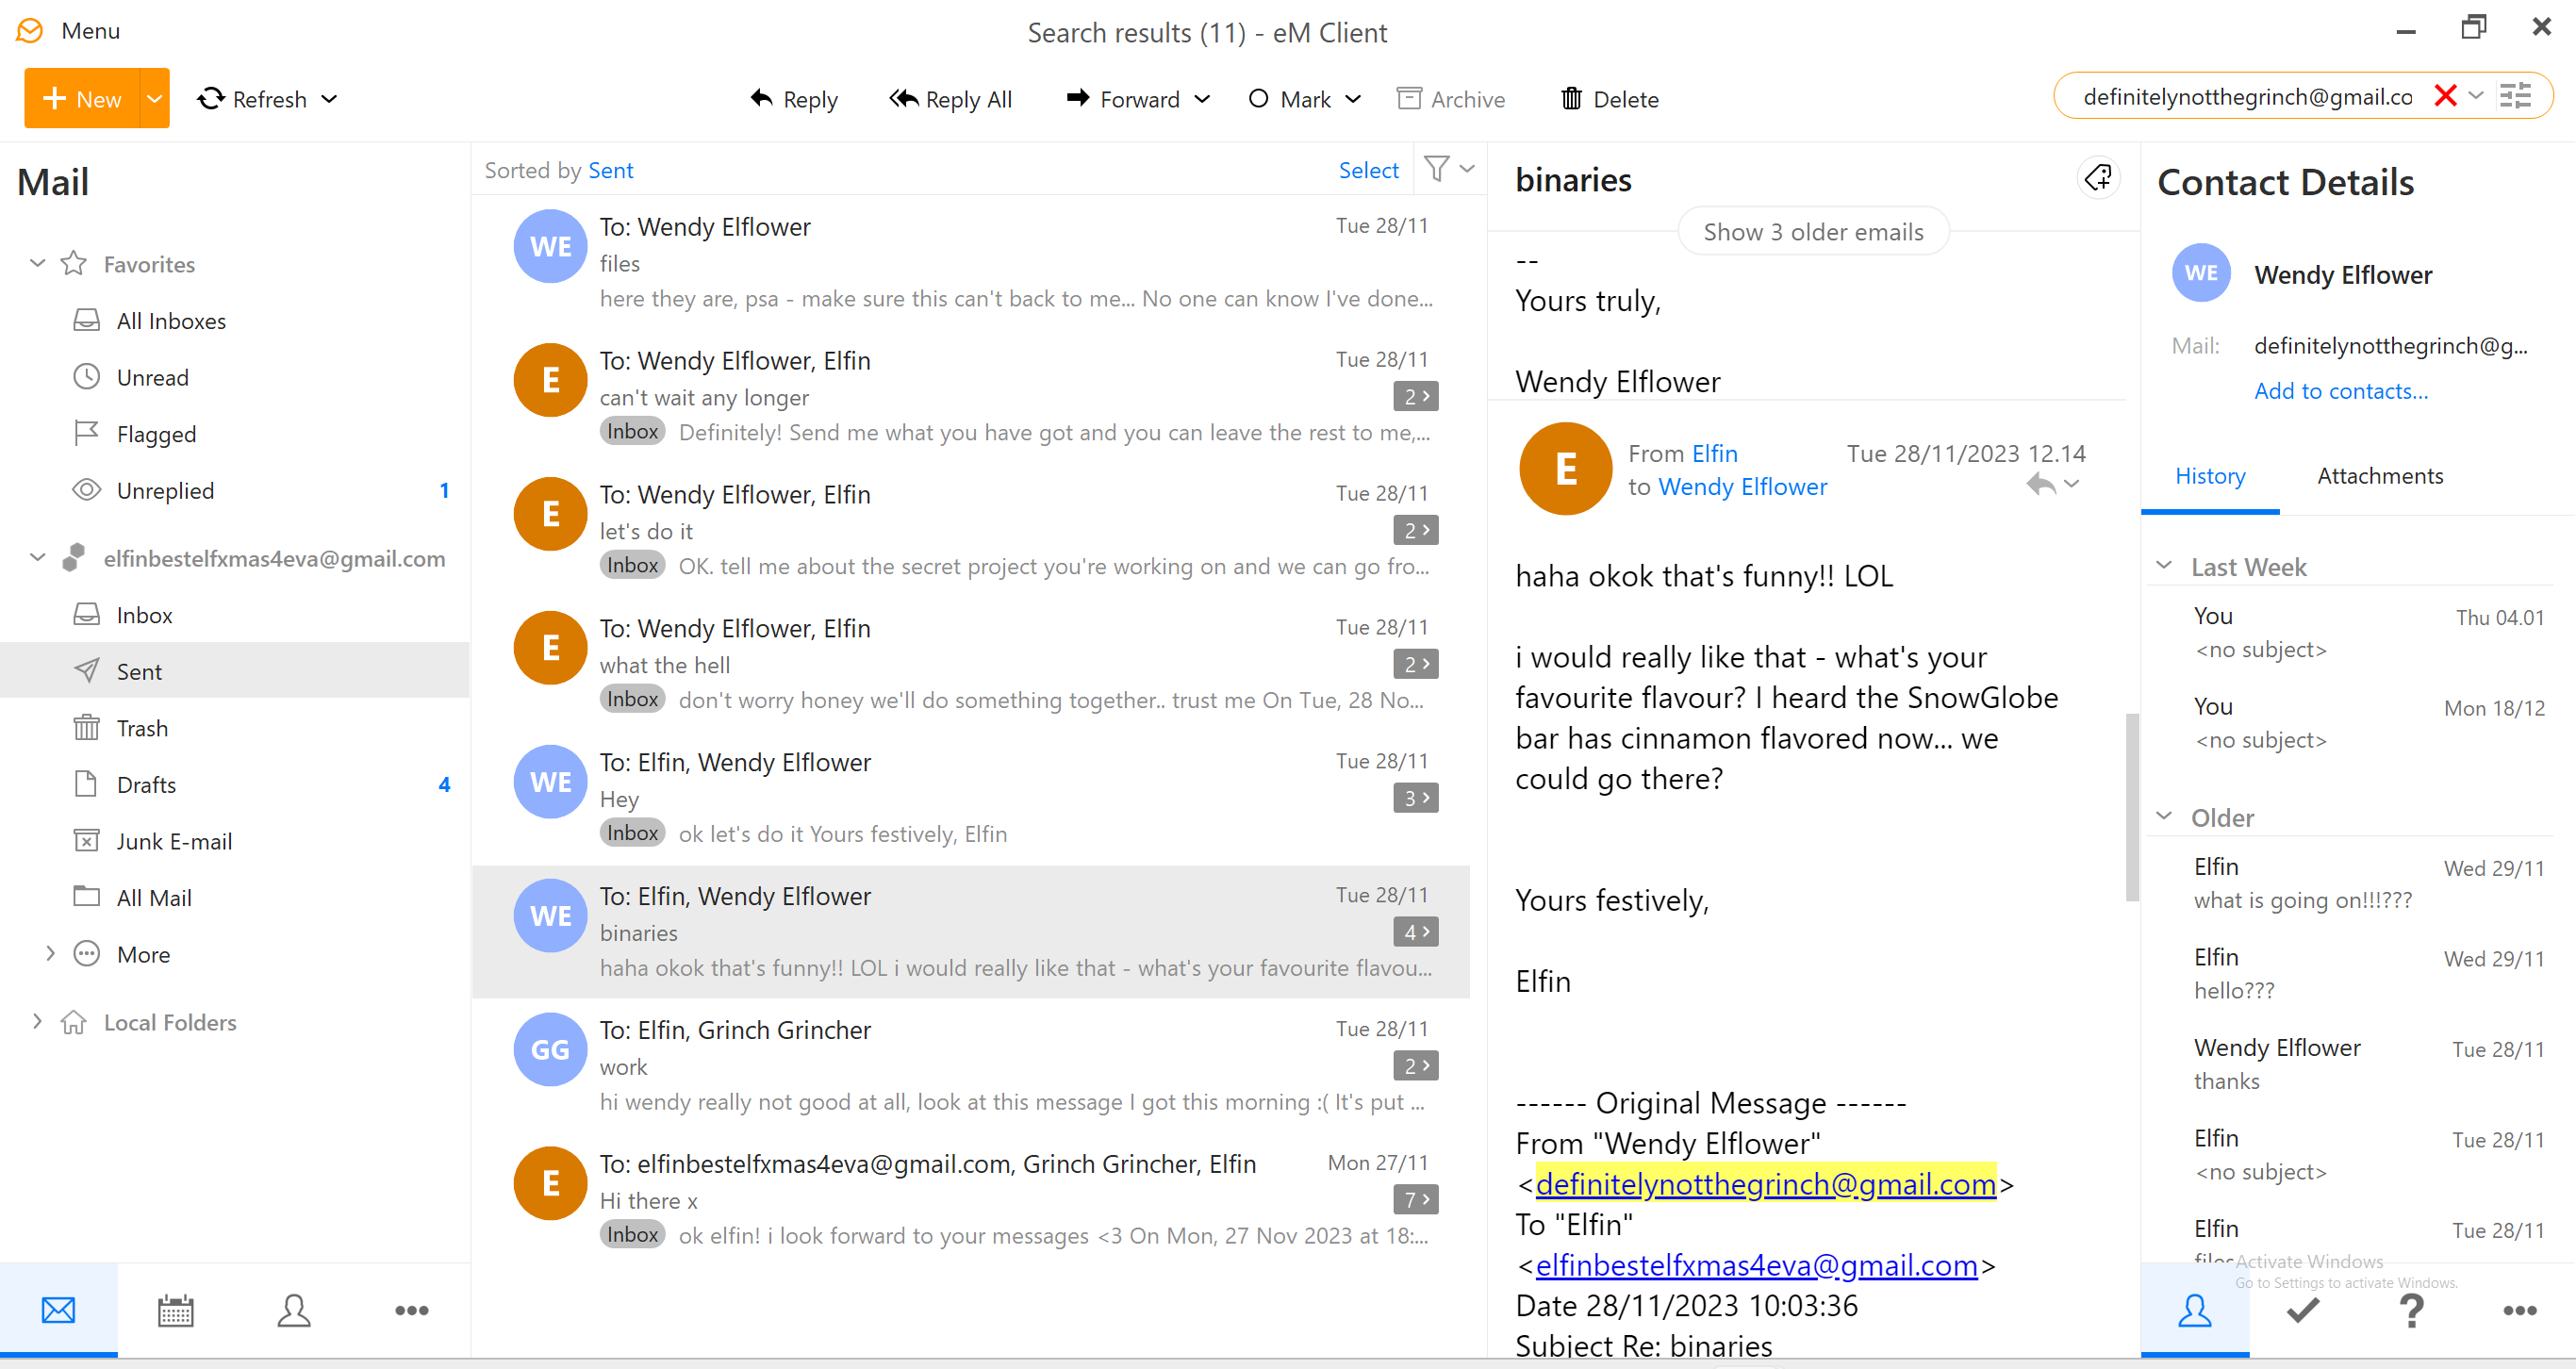 Menu
Search results (11) - eM Client
New
Refresh
Reply
Reply All
Forward
Mark
Archive
Delete
definitelynotthegrinch@gmail.co
Mail
Favorites
All Inboxes
Unread
Flagged
Unreplied 1
elfinbestelfxmas4eva@gmail.com
Inbox
Sent
Trash
Drafts 4
Junk E-mail
All Mail
More
Local Folders
Sorted by Sent
Select
WE
To: Wendy Elflower Tue 28/11
files
here they are, psa - make sure this can't back to me... No one can know I've done...
E
To: Wendy Elflower, Elfin Tue 28/11
can't wait any longer 2
Inbox Definitely! Send me what you have got and you can leave the rest to me,...
E
To: Wendy Elflower, Elfin Tue 28/11
let's do it 2
Inbox OK. tell me about the secret project you're working on and we can go fro...
E
To: Wendy Elflower, Elfin Tue 28/11
what the hell 2
Inbox don't worry honey we'll do something together.. trust me On Tue, 28 No...
WE
To: Elfin, Wendy Elflower Tue 28/11
Hey 3
Inbox ok let's do it Yours festively, Elfin
WE
To: Elfin, Wendy Elflower Tue 28/11
binaries 4
haha okok that's funny!! LOL i would really like that - what's your favourite flavou...
GG
To: Elfin, Grinch Grincher Tue 28/11
work 2
hi wendy really not good at all, look at this message I got this morning :( It's put ...
E
To: elfinbestelfxmas4eva@gmail.com, Grinch Grincher, Elfin Mon 27/11
Hi there x 7
Inbox ok elfin! i look forward to your messages <3 On Mon, 27 Nov 2023 at 18:...
binaries
Show 3 older emails
--
Yours truly,
Wendy Elflower
E
From Elfin Tue 28/11/2023 12.14
to Wendy Elflower
haha okok that's funny!! LOL
i would really like that - what's your
favourite flavour? I heard the SnowGlobe
bar has cinnamon flavored now... we
could go there?
Yours festively,
Elfin
------ Original Message ------
From "Wendy Elflower"
<definitelynotthegrinch@gmail.com>
To "Elfin"
<elfinbestelfxmas4eva@gmail.com>
Date 28/11/2023 10:03:36
Subject Re: binaries
Contact Details
WE
Wendy Elflower
Mail: definitelynotthegrinch@g...
Add to contacts...
History
Attachments
Last Week
You Thu 04.01
<no subject>
You Mon 18/12
<no subject>
Older
Elfin Wed 29/11
what is going on!!!???
Elfin Wed 29/11
hello???
Wendy Elflower Tue 28/11
thanks
Elfin Tue 28/11
<no subject>
Elfin Tue 28/11
files
Activate Windows
Go to Settings to activate Windows.